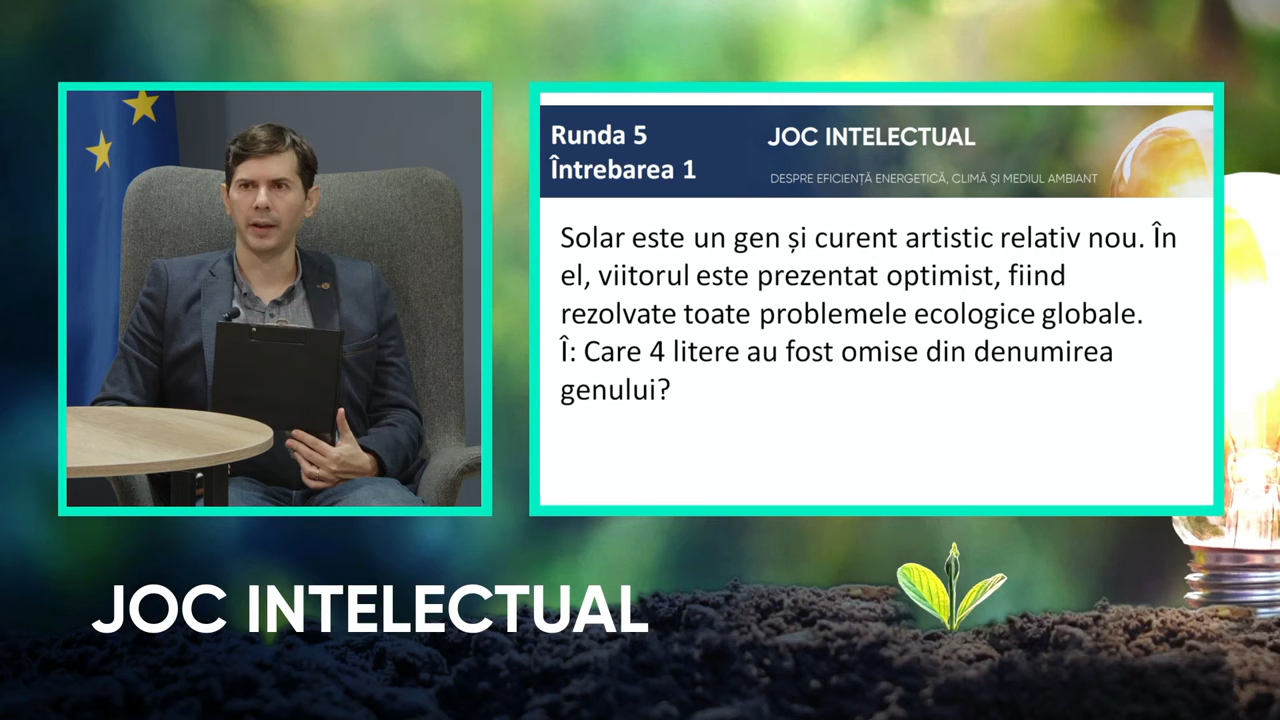 Runda 5
Întrebarea 1
JOC INTELECTUAL
DESPRE EFICIENȚĂ ENERGETICĂ, CLIMĂ ȘI MEDIUL AMBIANT
Solar este un gen și curent artistic relativ nou. În
el, viitorul este prezentat optimist, fiind
rezolvate toate problemele ecologice globale.
Î: Care 4 litere au fost omise din denumirea
genului?
JOC INTELECTUAL